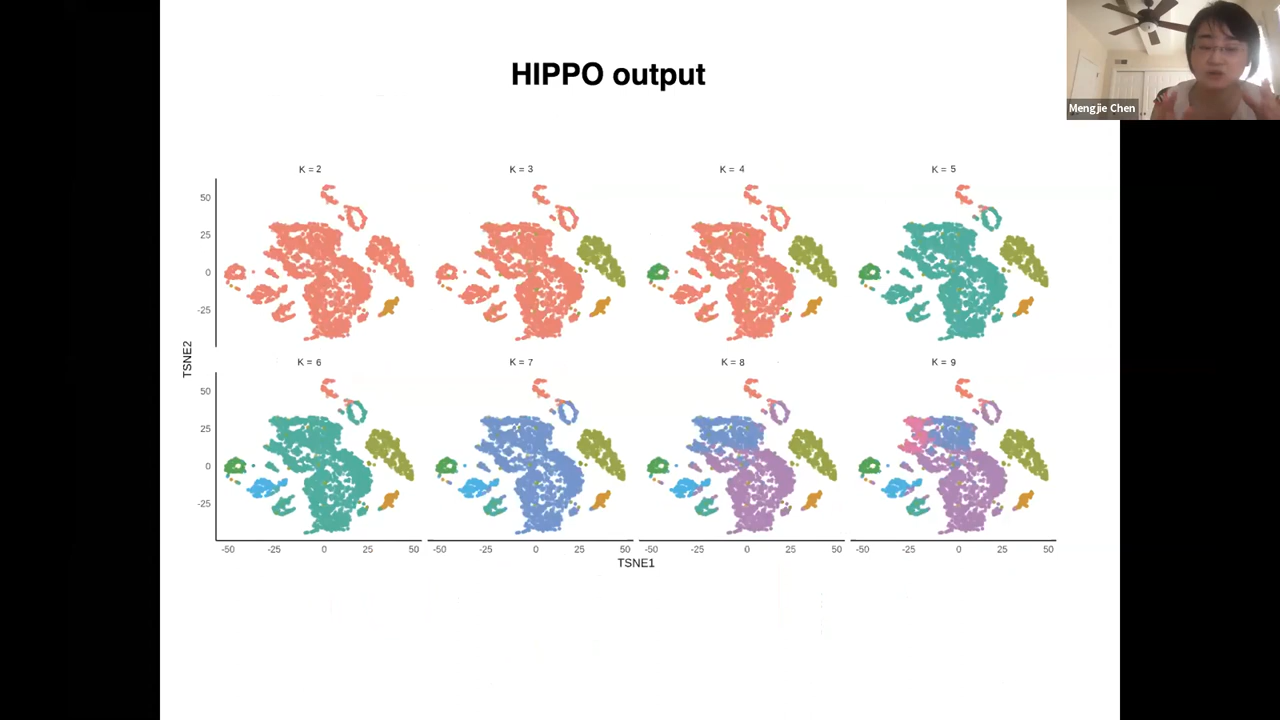 HIPPO output
Mengjie Chen
K = 2
K = 3
K = 4
K = 5
50
25
0
-25
TSNE2
K = 6
K = 7
K = 8
K = 9
50
25
0
-25
-50 -25 0 25 50
-50 -25 0 25 50
-50 -25 0 25 50
-50 -25 0 25 50
TSNE1